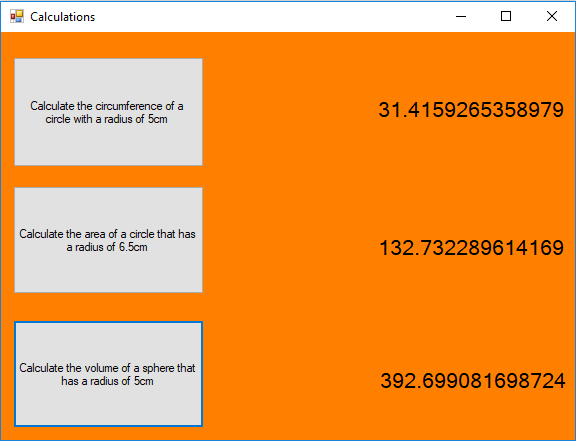 Calculations
Calculate the circumference of a
circle with a radius of 5cm
31.4159265358979
Calculate the area of a circle that has
a radius of 6.5cm
132.732289614169
Calculate the volume of a sphere that
has a radius of 5cm
392.699081698724